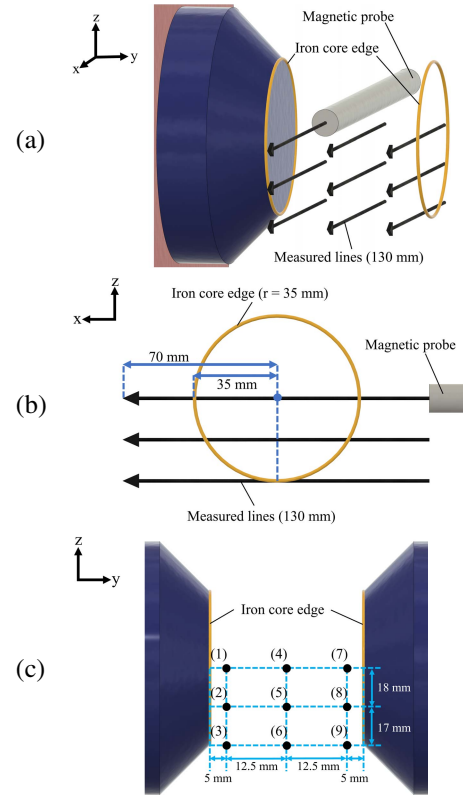 (a)
z
y
x
Magnetic probe
Iron core edge
Measured lines (130 mm)
(b)
z
x
Iron core edge (r = 35 mm)
70 mm
35 mm
Magnetic probe
Measured lines (130 mm)
(c)
z
y
Iron core edge
(1) (4) (7)
18 mm
(2) (5) (8)
17 mm
(3) (6) (9)
12.5 mm 12.5 mm
5 mm 5 mm